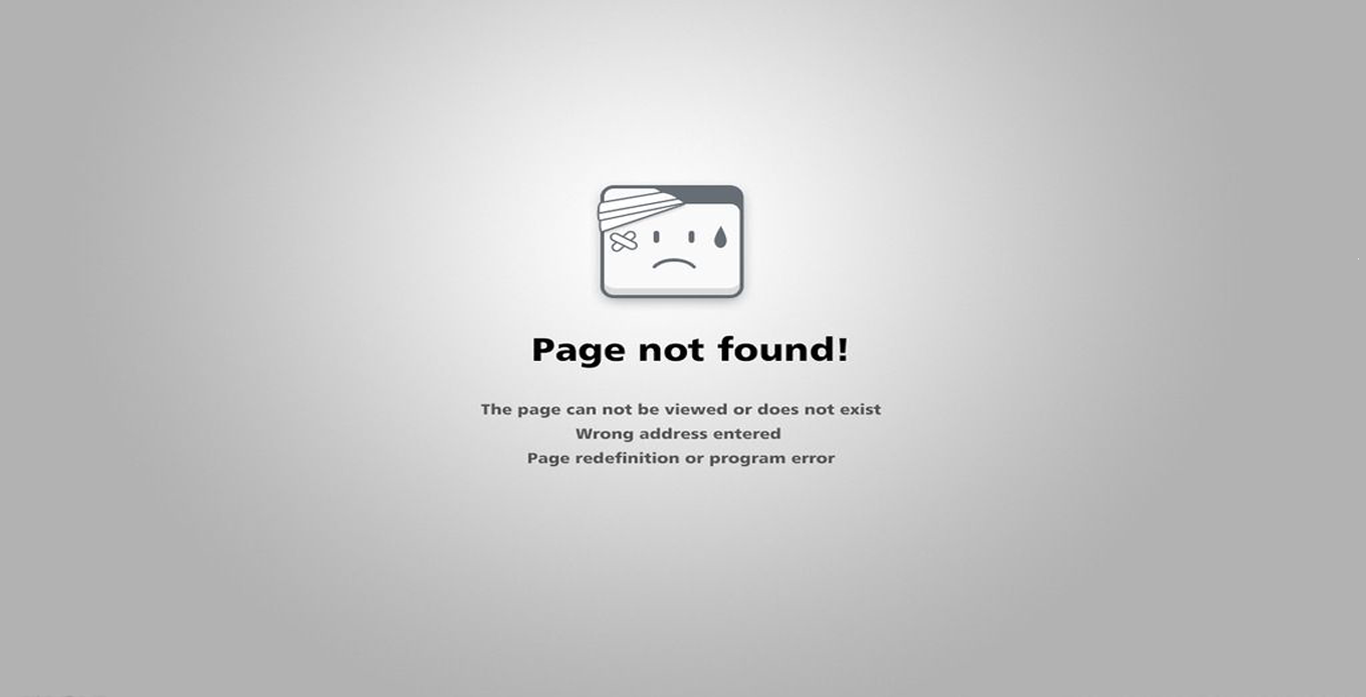 Page not found!
The page can not be viewed or does not exist
Wrong address entered
Page redefinition or program error